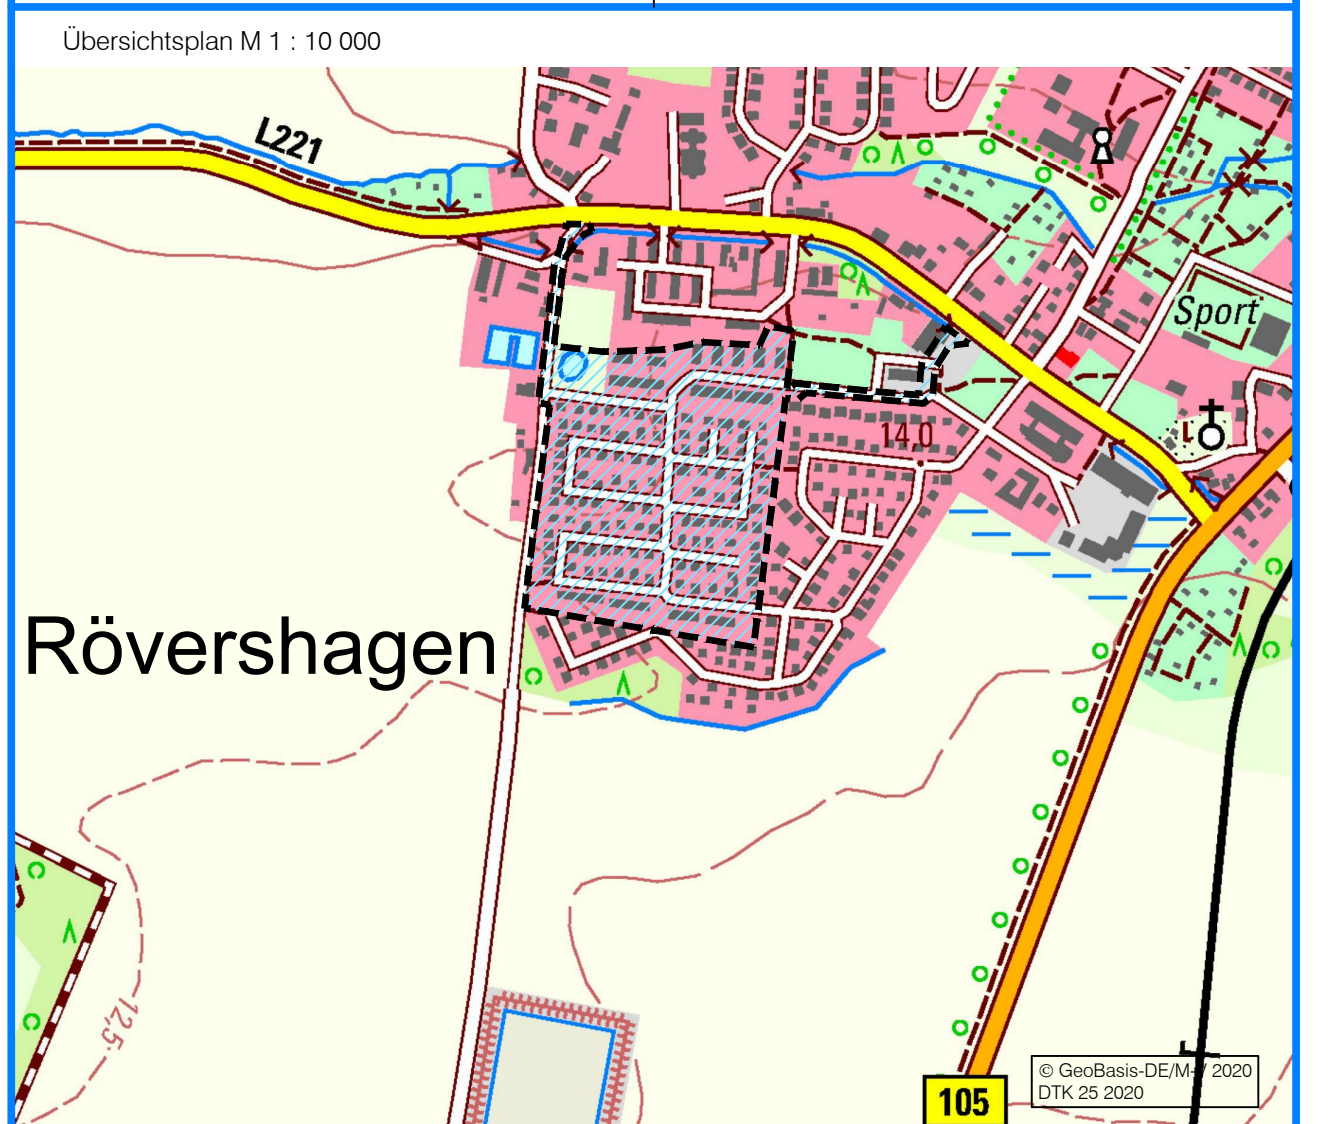 Übersichtsplan M 1 : 10 000
L221
Sport
14,0
Rövershagen
12,5
© GeoBasis-DE/M-V 2020
DTK 25 2020
105